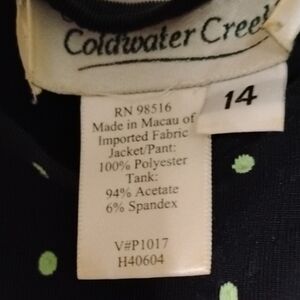 Coldwater Creek
14
RN 98516
Made in Macau of
Imported Fabric
Jacket/Pant:
100% Polyester
Tank:
94% Acetate
6% Spandex
V#P1017
H40604